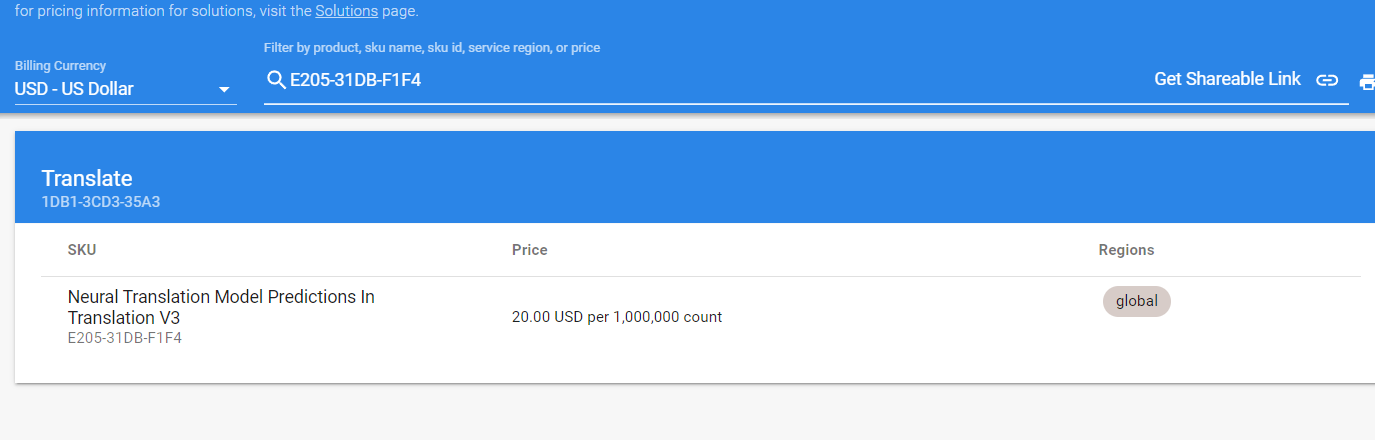 for pricing information for solutions, visit the Solutions page.
Filter by product, sku name, sku id, service region, or price
Billing Currency
USD - US Dollar
E205-31DB-F1F4
Get Shareable Link
Translate
1DB1-3CD3-35A3
SKU Price Regions
Neural Translation Model Predictions In
Translation V3
E205-31DB-F1F4
20.00 USD per 1,000,000 count
global